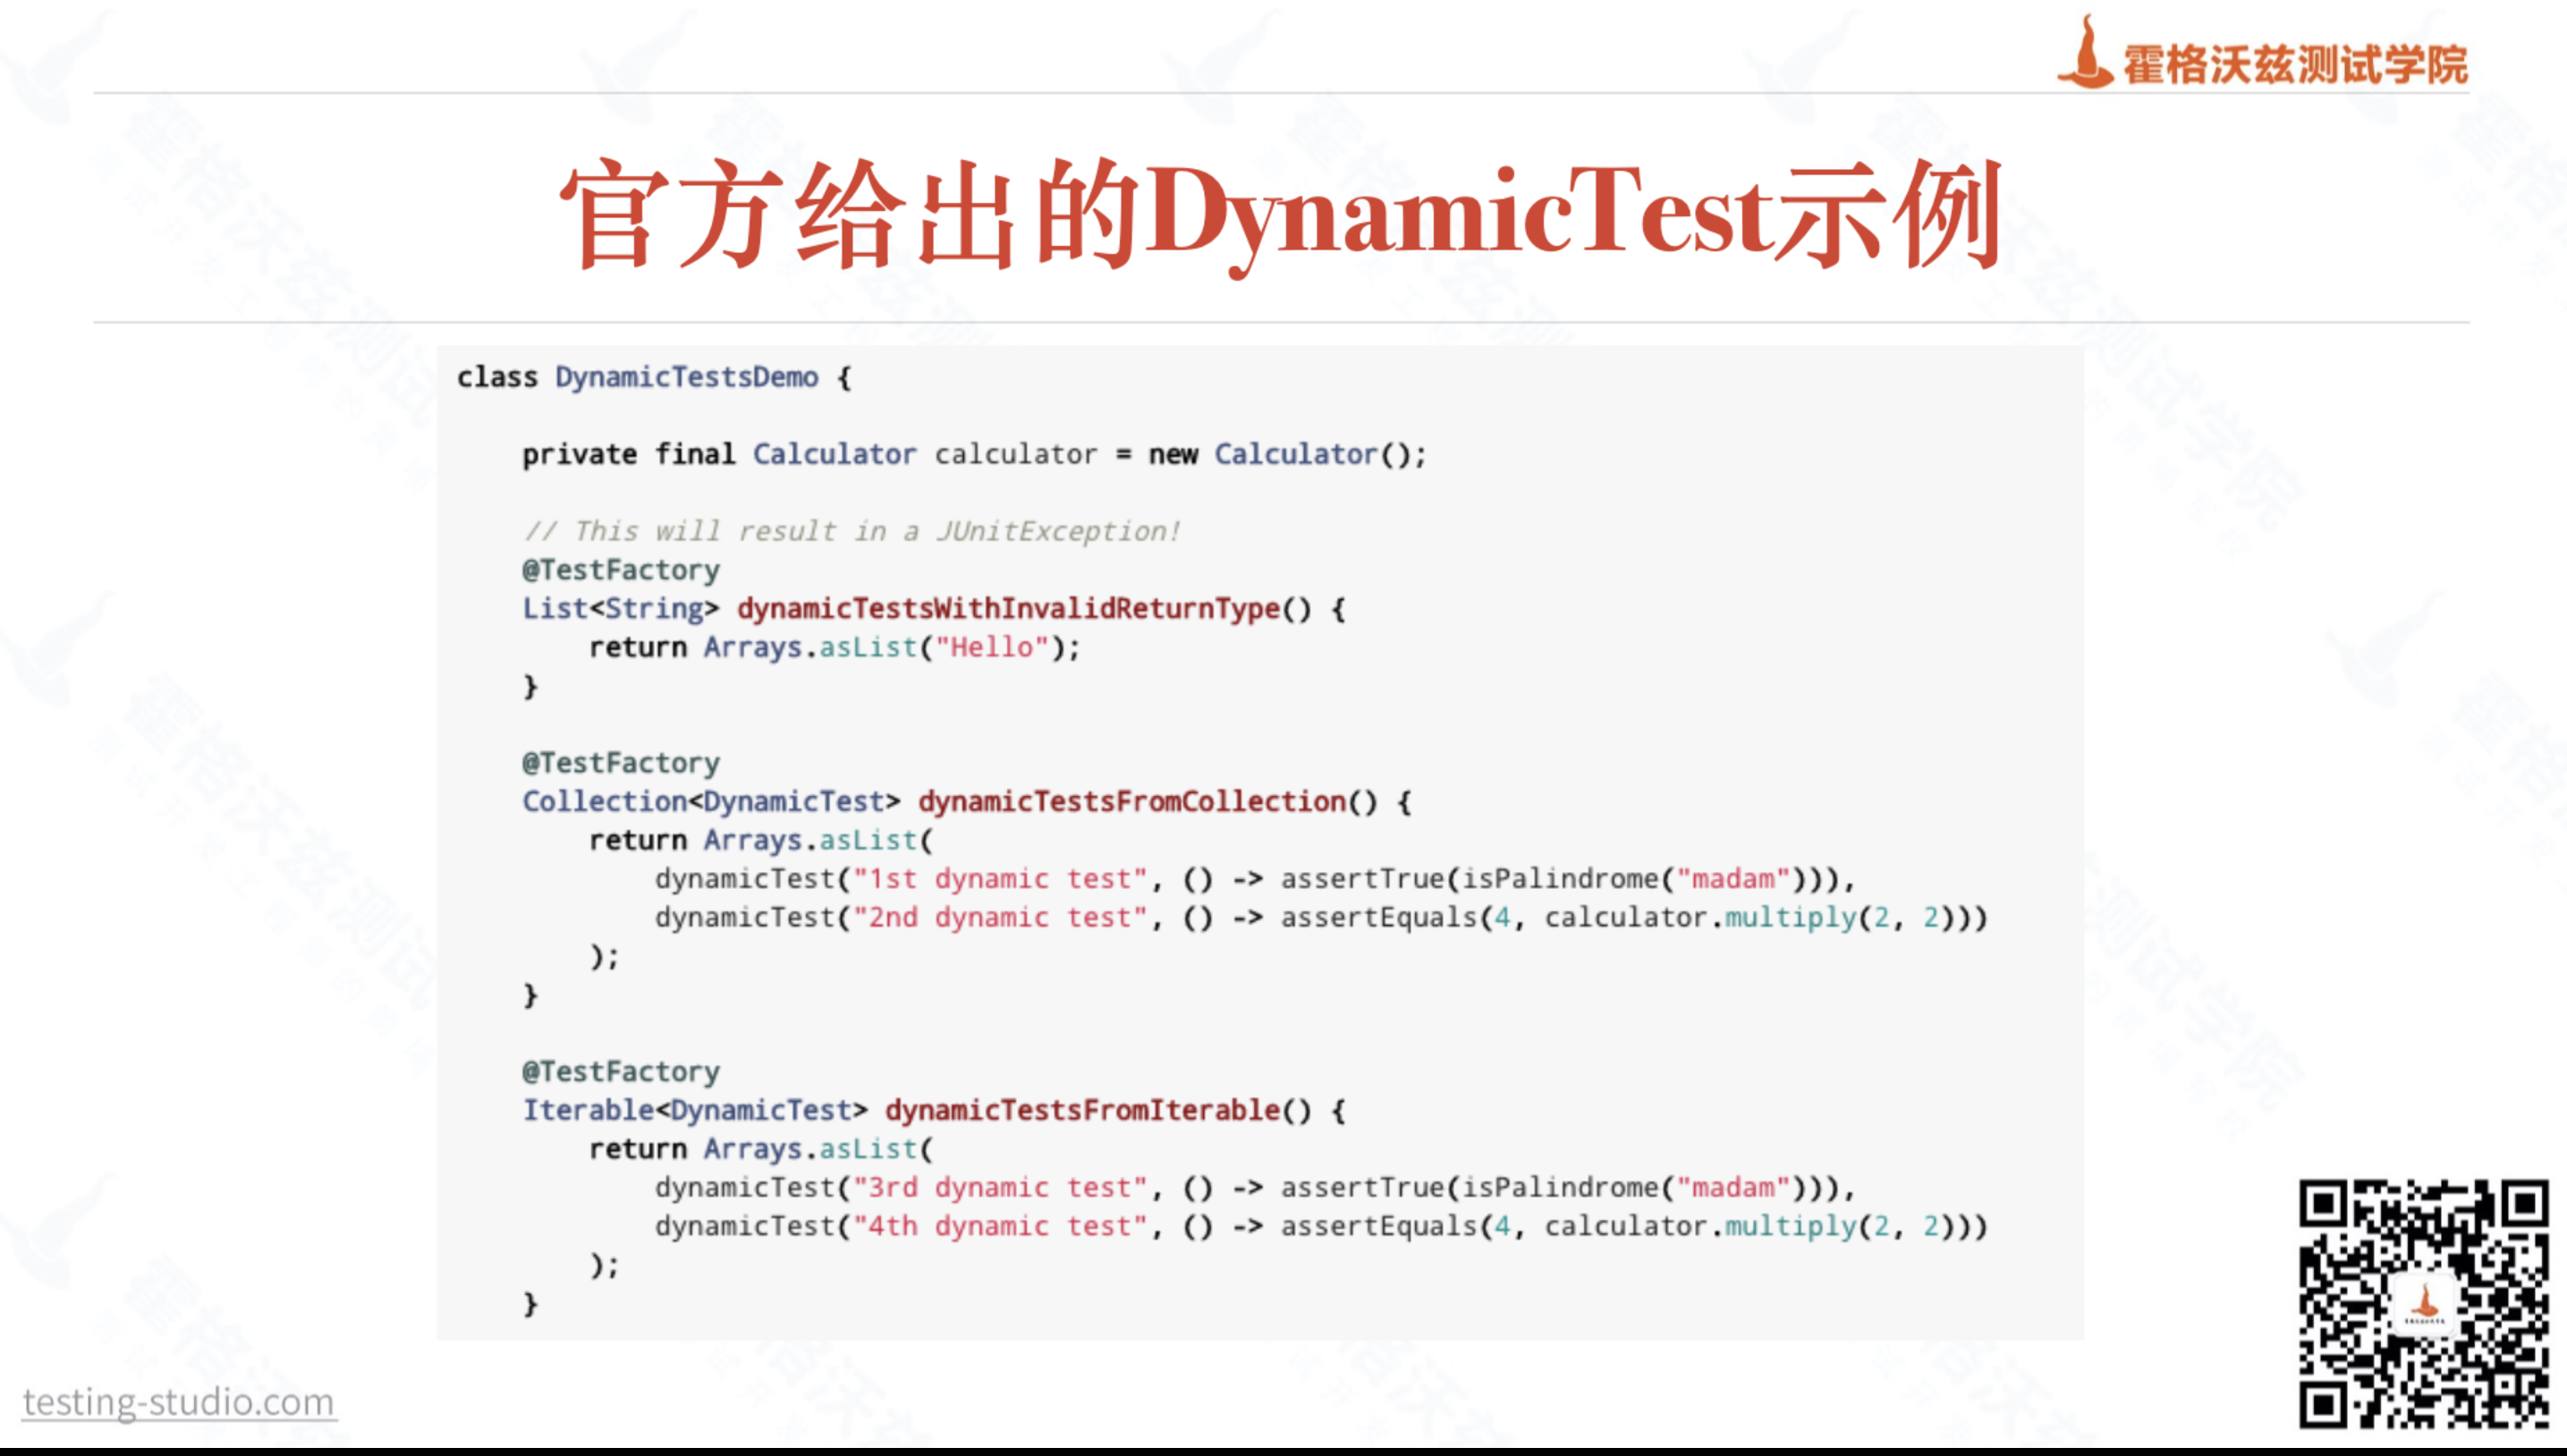 霍格沃兹测试学院
官方给出的DynamicTest示例
class DynamicTestsDemo {
    private final Calculator calculator = new Calculator();
    // This will result in a JUnitException!
    @TestFactory
    List<String> dynamicTestsWithInvalidReturnType() {
        return Arrays.asList("Hello");
    }
    @TestFactory
    Collection<DynamicTest> dynamicTestsFromCollection() {
        return Arrays.asList(
            dynamicTest("1st dynamic test", () -> assertTrue(isPalindrome("madam"))),
            dynamicTest("2nd dynamic test", () -> assertEquals(4, calculator.multiply(2, 2)))
        );
    }
    @TestFactory
    Iterable<DynamicTest> dynamicTestsFromIterable() {
        return Arrays.asList(
            dynamicTest("3rd dynamic test", () -> assertTrue(isPalindrome("madam"))),
            dynamicTest("4th dynamic test", () -> assertEquals(4, calculator.multiply(2, 2)))
        );
    }
testing-studio.com